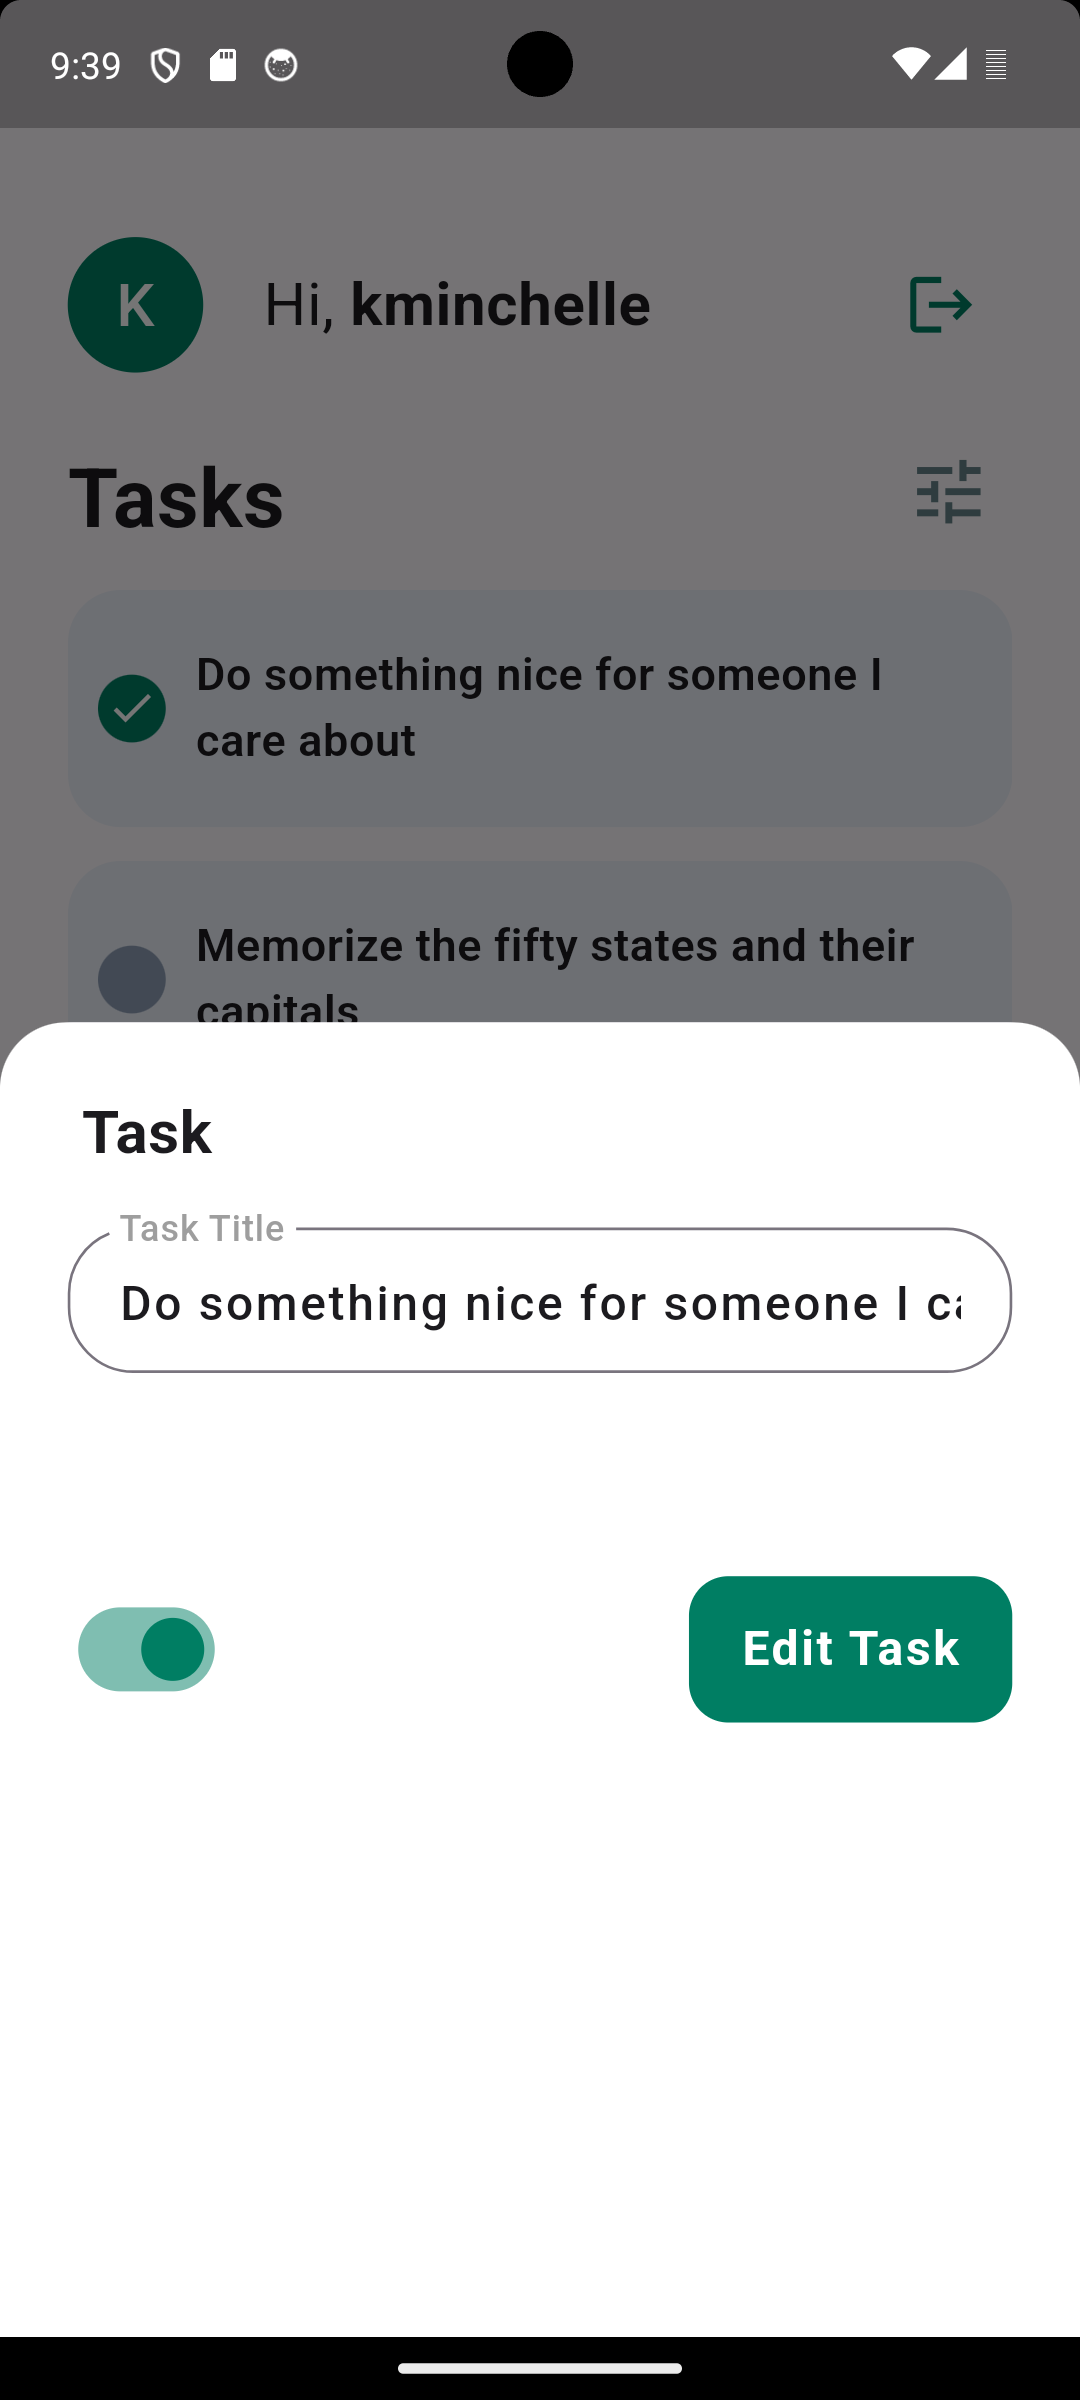 9:39
K
Hi, kminchelle
Tasks
Do something nice for someone I
care about
Memorize the fifty states and their
capitals
Task
Task Title
Do something nice for someone I ca
Edit Task